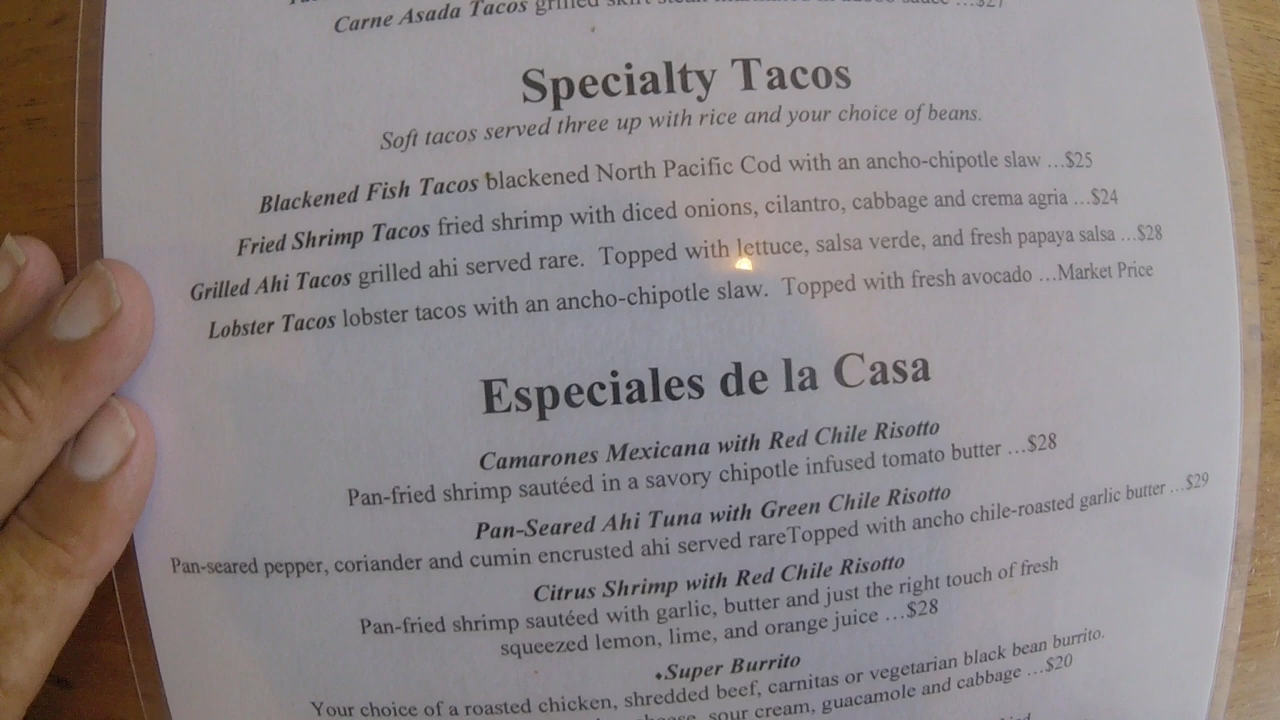 Carne Asada Tacos grilled skirt steak ...$27
Specialty Tacos
Soft tacos served three up with rice and your choice of beans.
Blackened Fish Tacos blackened North Pacific Cod with an ancho-chipotle slaw ...$25
Fried Shrimp Tacos fried shrimp with diced onions, cilantro, cabbage and crema agria ...$24
Grilled Ahi Tacos grilled ahi served rare. Topped with lettuce, salsa verde, and fresh papaya salsa ...$28
Lobster Tacos lobster tacos with an ancho-chipotle slaw. Topped with fresh avocado ...Market Price
Especiales de la Casa
Camarones Mexicana with Red Chile Risotto
Pan-fried shrimp sautéed in a savory chipotle infused tomato butter ...$28
Pan-Seared Ahi Tuna with Green Chile Risotto
Pan-seared pepper, coriander and cumin encrusted ahi served rareTopped with ancho chile-roasted garlic butter ...$29
Citrus Shrimp with Red Chile Risotto
Pan-fried shrimp sautéed with garlic, butter and just the right touch of fresh
squeezed lemon, lime, and orange juice ...$28
⬩Super Burrito
Your choice of a roasted chicken, shredded beef, carnitas or vegetarian black bean burrito.
sour cream, guacamole and cabbage ...$20